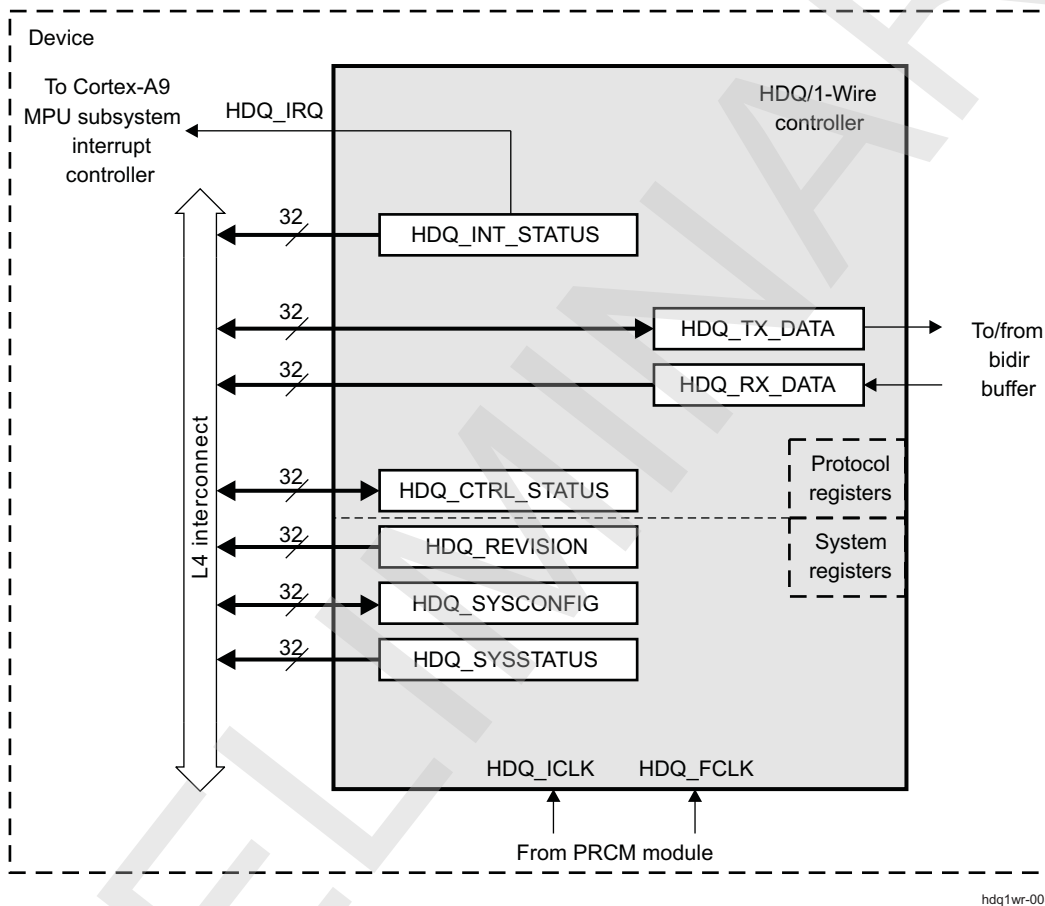 Device
To Cortex-A9
MPU subsystem
interrupt
controller
HDQ_IRQ
HDQ/1-Wire
controller
32
HDQ_INT_STATUS
32
HDQ_TX_DATA
To/from
bidir
buffer
32
HDQ_RX_DATA
L4 interconnect
Protocol
registers
32
HDQ_CTRL_STATUS
32
HDQ_REVISION
System
registers
32
HDQ_SYSCONFIG
32
HDQ_SYSSTATUS
HDQ_ICLK
HDQ_FCLK
From PRCM module
hdq1wr-00
ELIMINAR